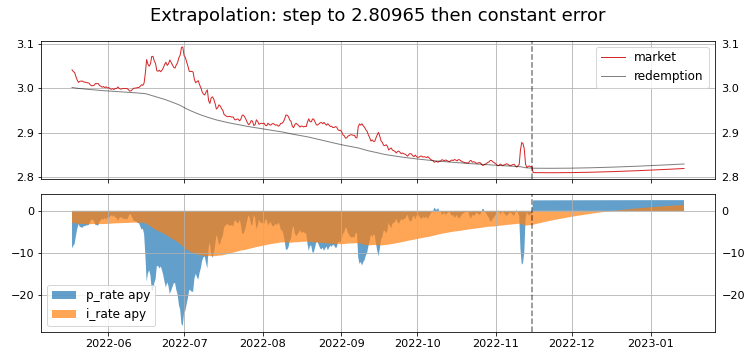 Extrapolation: step to 2.80965 then constant error
3.1 3.1
market
redemption
3.0 3.0
2.9 2.9
2.8 2.8
0 0
−10 −10
−20 −20
p_rate apy
i_rate apy
2022-06 2022-07 2022-08 2022-09 2022-10 2022-11 2022-12 2023-01